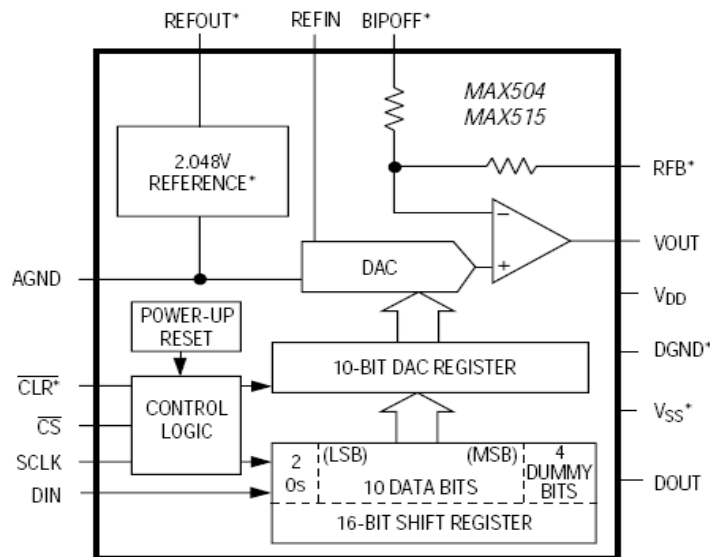 REFOUT* REFIN BIPOFF*
MAX504
MAX515
2.048V
REFERENCE*
RFB*
VOUT
AGND
DAC
VDD
POWER-UP
RESET
DGND*
10-BIT DAC REGISTER
CLR*
CONTROL
LOGIC
VSS*
CS
SCLK
2
0s
(LSB) (MSB)
4
DUMMY
BITS
10 DATA BITS
DOUT
DIN
16-BIT SHIFT REGISTER